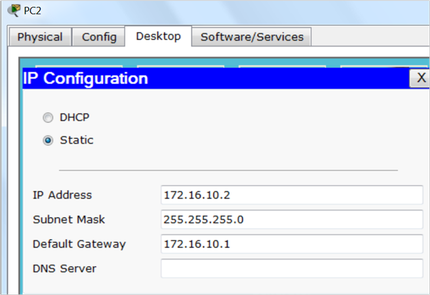 PC2
Physical Config Desktop Software/Services
IP Configuration X
DHCP
Static
IP Address 172.16.10.2
Subnet Mask 255.255.255.0
Default Gateway 172.16.10.1
DNS Server